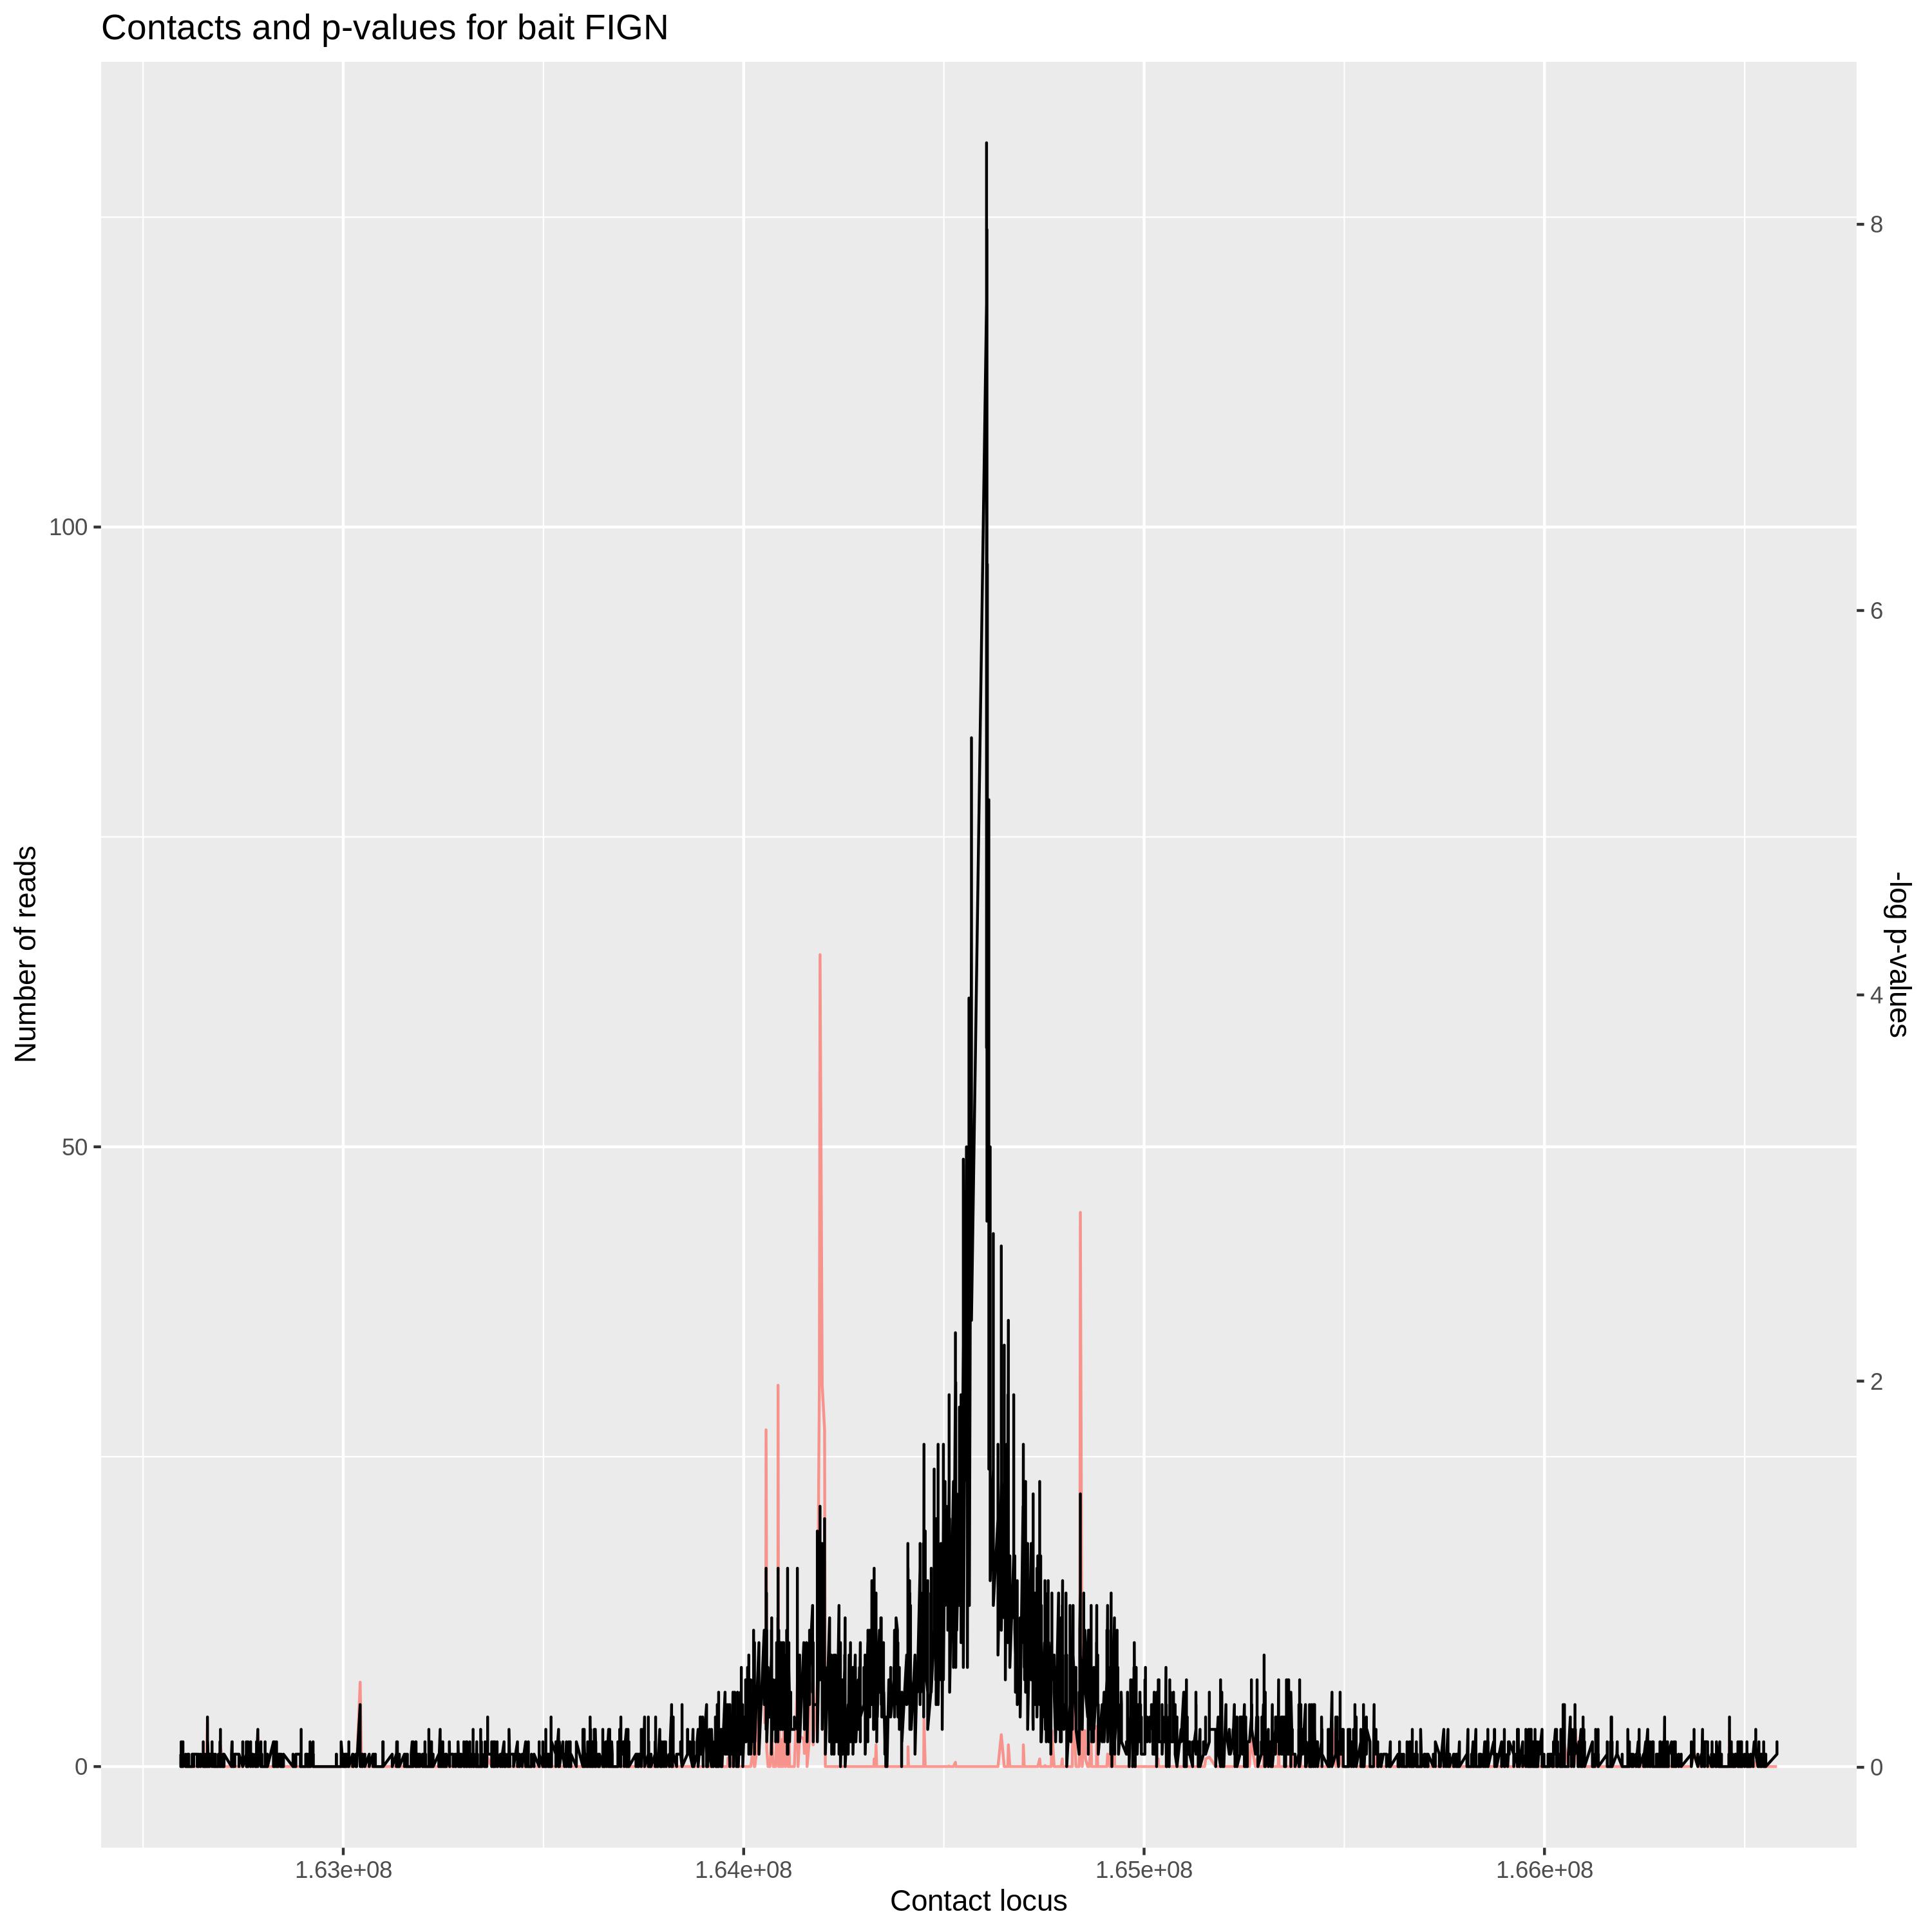 Contacts and p-values for bait FIGN
Number of reads
100
50
0
8
6
4
2
0
-log p-values
1.63e+08
1.64e+08
1.65e+08
1.66e+08
Contact locus